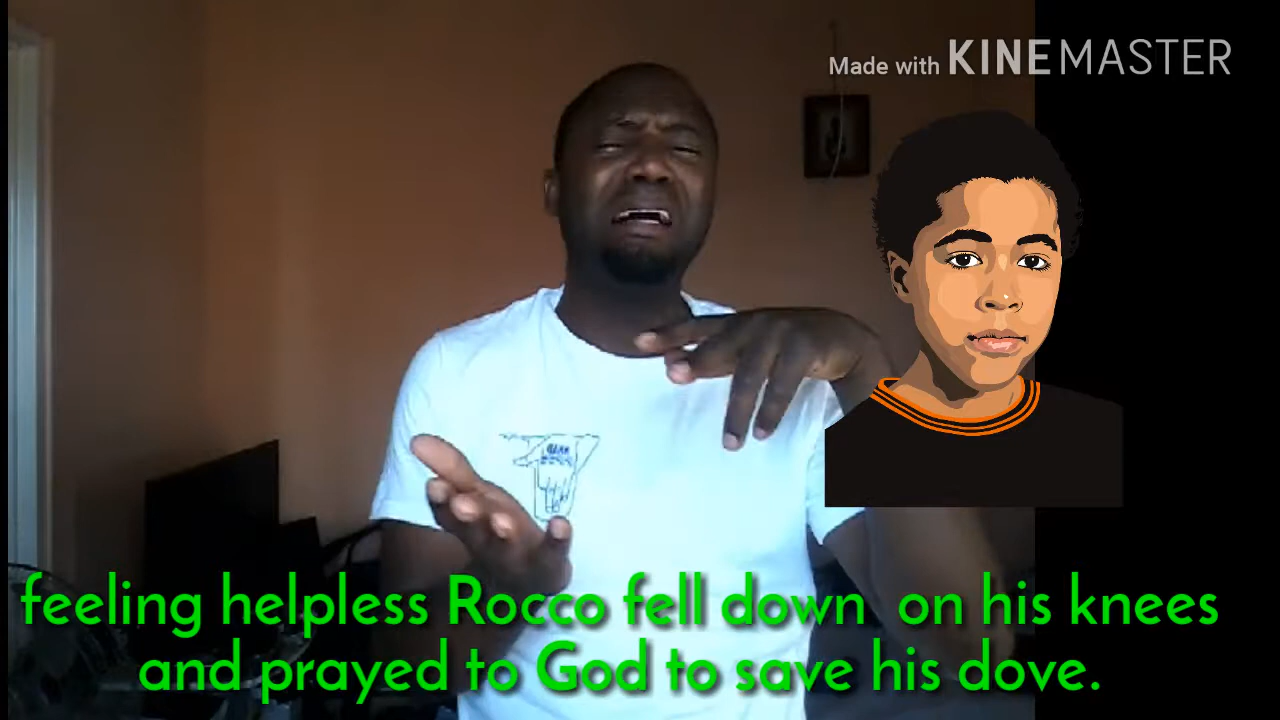 Made with KINEMASTER
feeling helpless Rocco fell down on his knees
and prayed to God to save his dove.